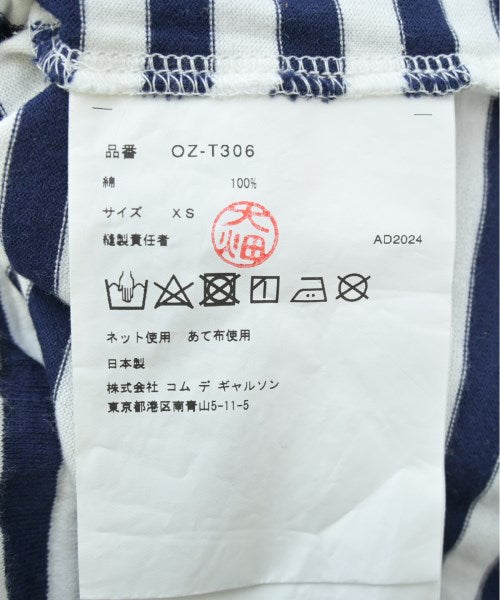 品番 OZ-T306
綿 100%
サイズ XS
縫製責任者 大畑 AD2024
ネット使用 あて布使用
日本製
株式会社 コム デ ギャルソン
東京都港区南青山5-11-5